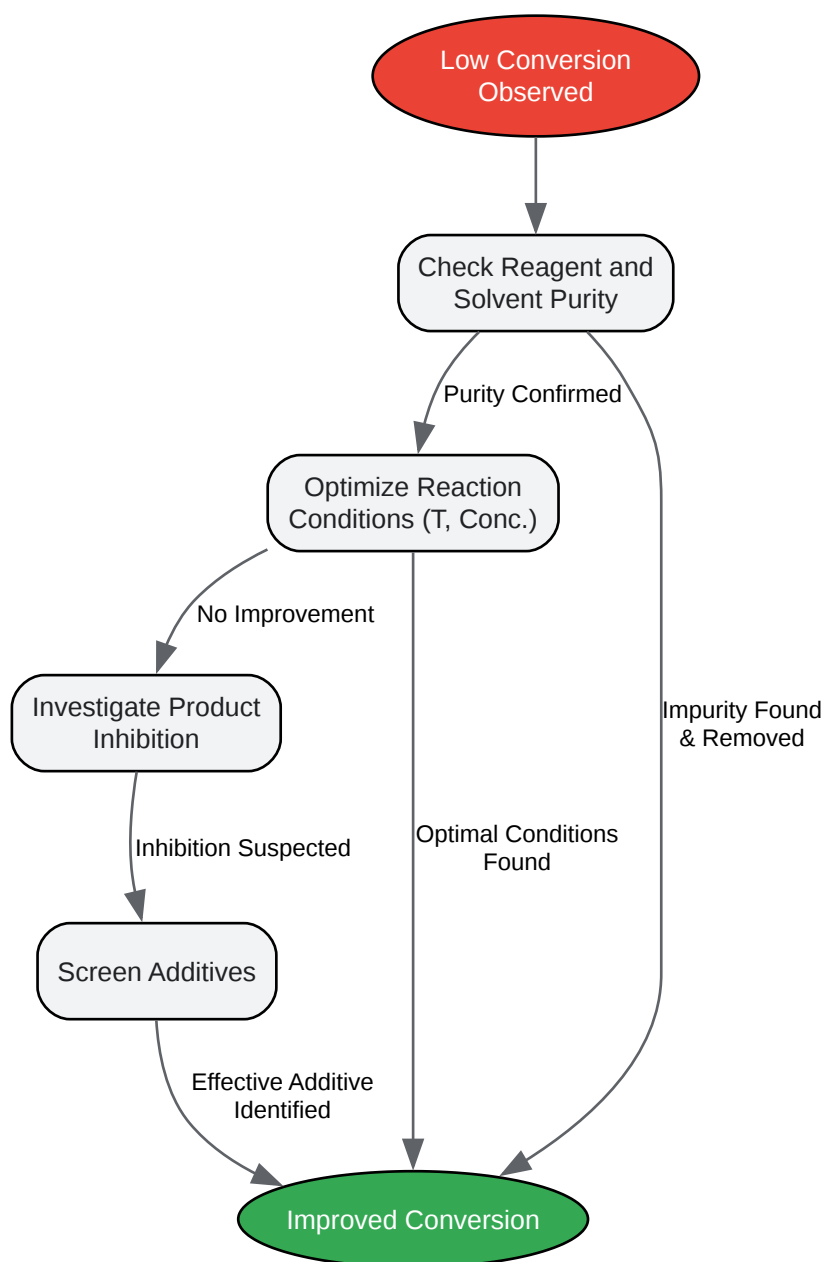 Low Conversion
Observed
Check Reagent and
Solvent Purity
Purity Confirmed
Optimize Reaction
Conditions (T, Conc.)
No Improvement
Investigate Product
Inhibition
Impurity Found
& Removed
Optimal Conditions
Found
Inhibition Suspected
Screen Additives
Effective Additive
Identified
Improved Conversion